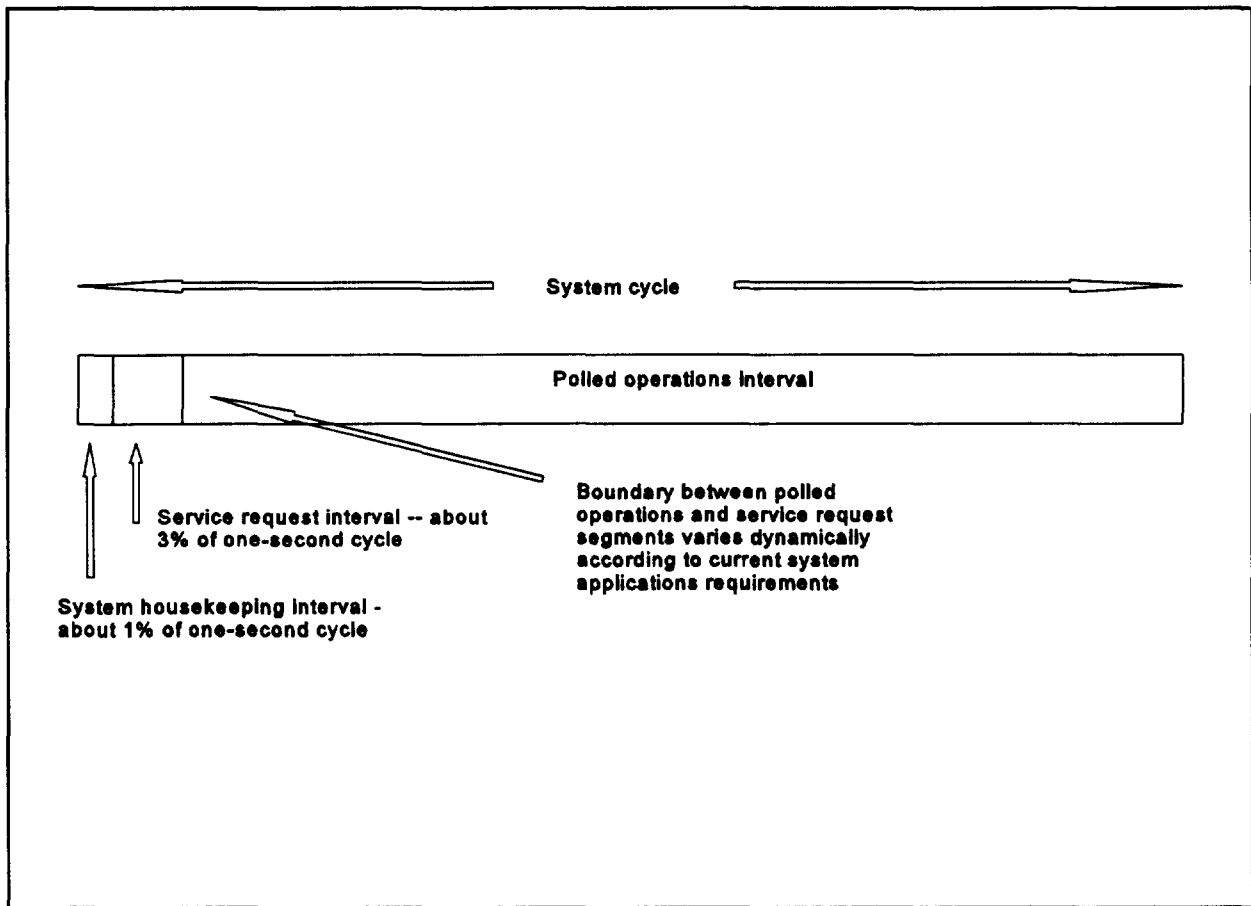 System cycle
Polled operations interval
Boundary between polled
operations and service request
segments varies dynamically
according to current system
applications requirements
Service request interval -- about
3% of one-second cycle
System housekeeping interval -
about 1% of one-second cycle